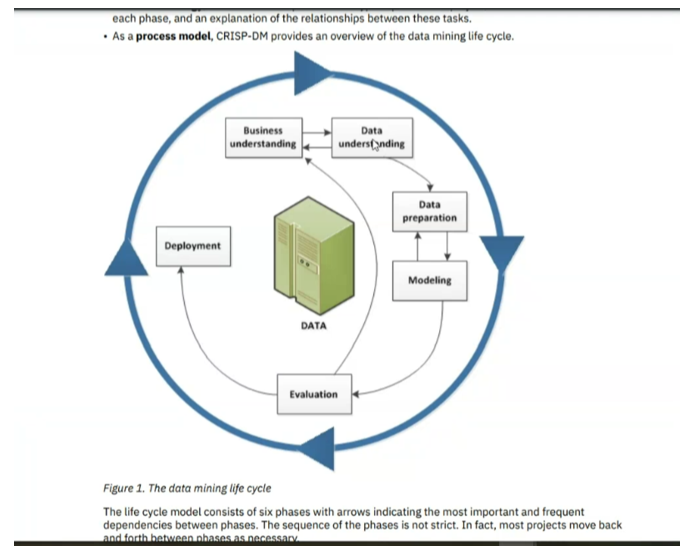 each phase, and an explanation of the relationships between these tasks.
• As a process model, CRISP-DM provides an overview of the data mining life cycle.
Business
understanding
Data
understanding
Data
preparation
Deployment
Modeling
DATA
Evaluation
Figure 1. The data mining life cycle
The life cycle model consists of six phases with arrows indicating the most important and frequent
dependencies between phases. The sequence of the phases is not strict. In fact, most projects move back
and forth between phases as necessary.